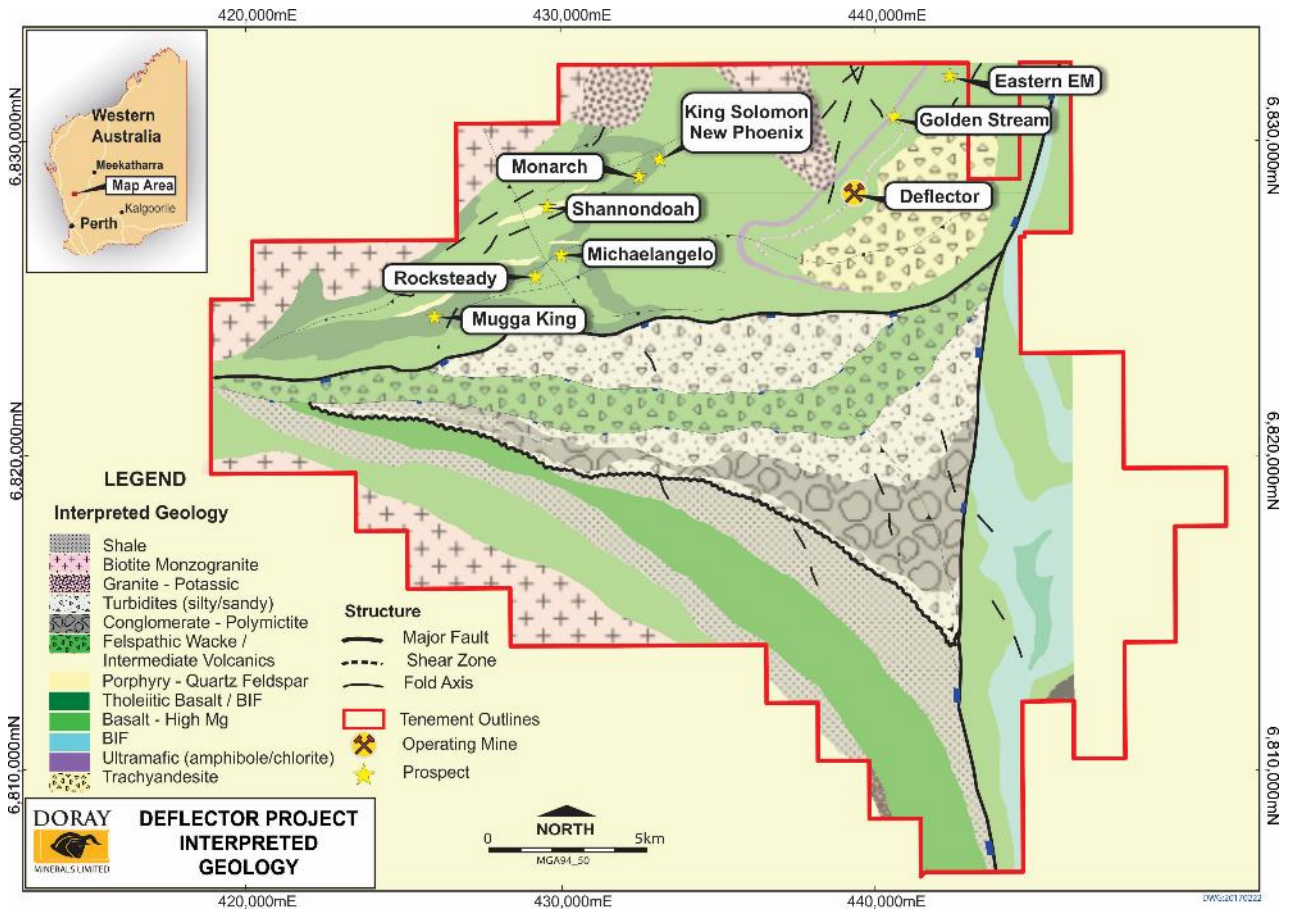 420,000mE
430,000mE
440,000mE
6,830,000mN
6,820,000mN
6,810,000mN
6,830,000mN
6,820,000mN
6,810,000mN
Western
Australia
Meekatharra
Map Area
Kalgoorlie
Perth
Eastern EM
King Solomon
New Phoenix
Golden Stream
Monarch
Deflector
Shannondoah
Michaelangelo
Rocksteady
Mugga King
LEGEND
Interpreted Geology
Shale
Biotite Monzogranite
Granite - Potassic
Turbidites (silty/sandy)
Conglomerate - Polymictite
Felspathic Wacke /
Intermediate Volcanics
Porphyry - Quartz Feldspar
Tholeiitic Basalt / BIF
Basalt - High Mg
BIF
Ultramafic (amphibole/chlorite)
Trachyandesite
Structure
Major Fault
Shear Zone
Fold Axis
Tenement Outlines
Operating Mine
Prospect
DORAY
MINERALS LIMITED
DEFLECTOR PROJECT
INTERPRETED
GEOLOGY
NORTH
0 5km
MGA94_50
420,000mE
430,000mE
440,000mE
DWG:20170222